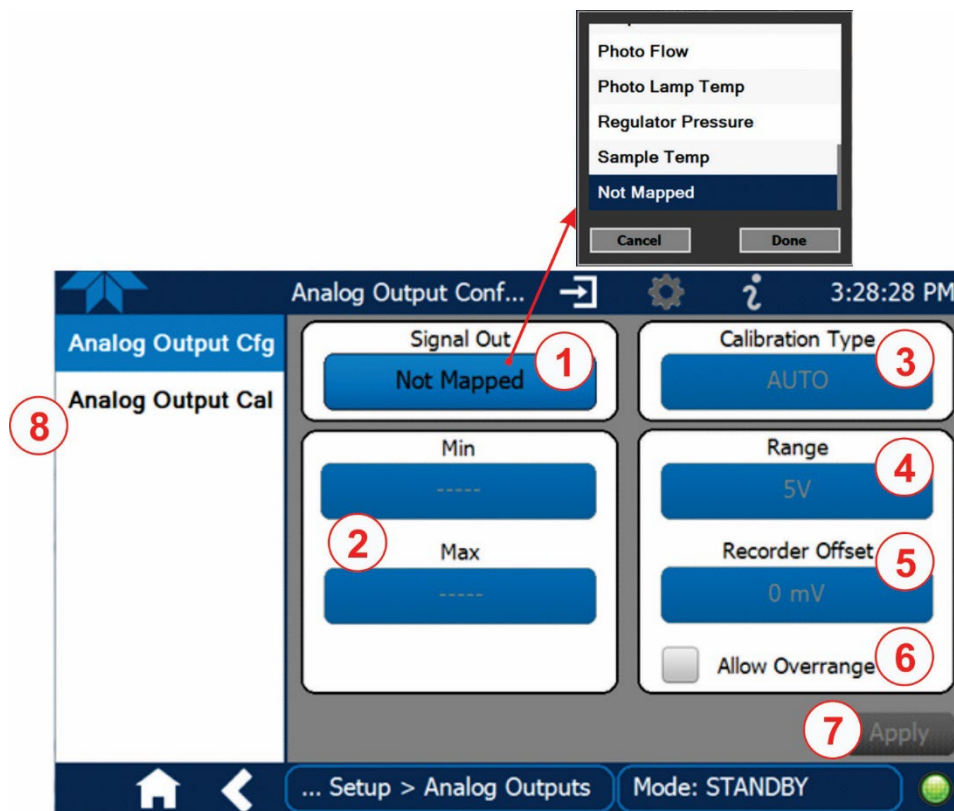 Photo Flow
Photo Lamp Temp
Regulator Pressure
Sample Temp
Not Mapped
Cancel
Done
Analog Output Conf...
3:28:28 PM
Analog Output Cfg
Analog Output Cal
8
Signal Out
Not Mapped
1
Calibration Type
AUTO
3
Min
-----
2
Max
-----
Range
5V
4
Recorder Offset
0 mV
5
Allow Overrange
6
7
Apply
... Setup > Analog Outputs
Mode: STANDBY